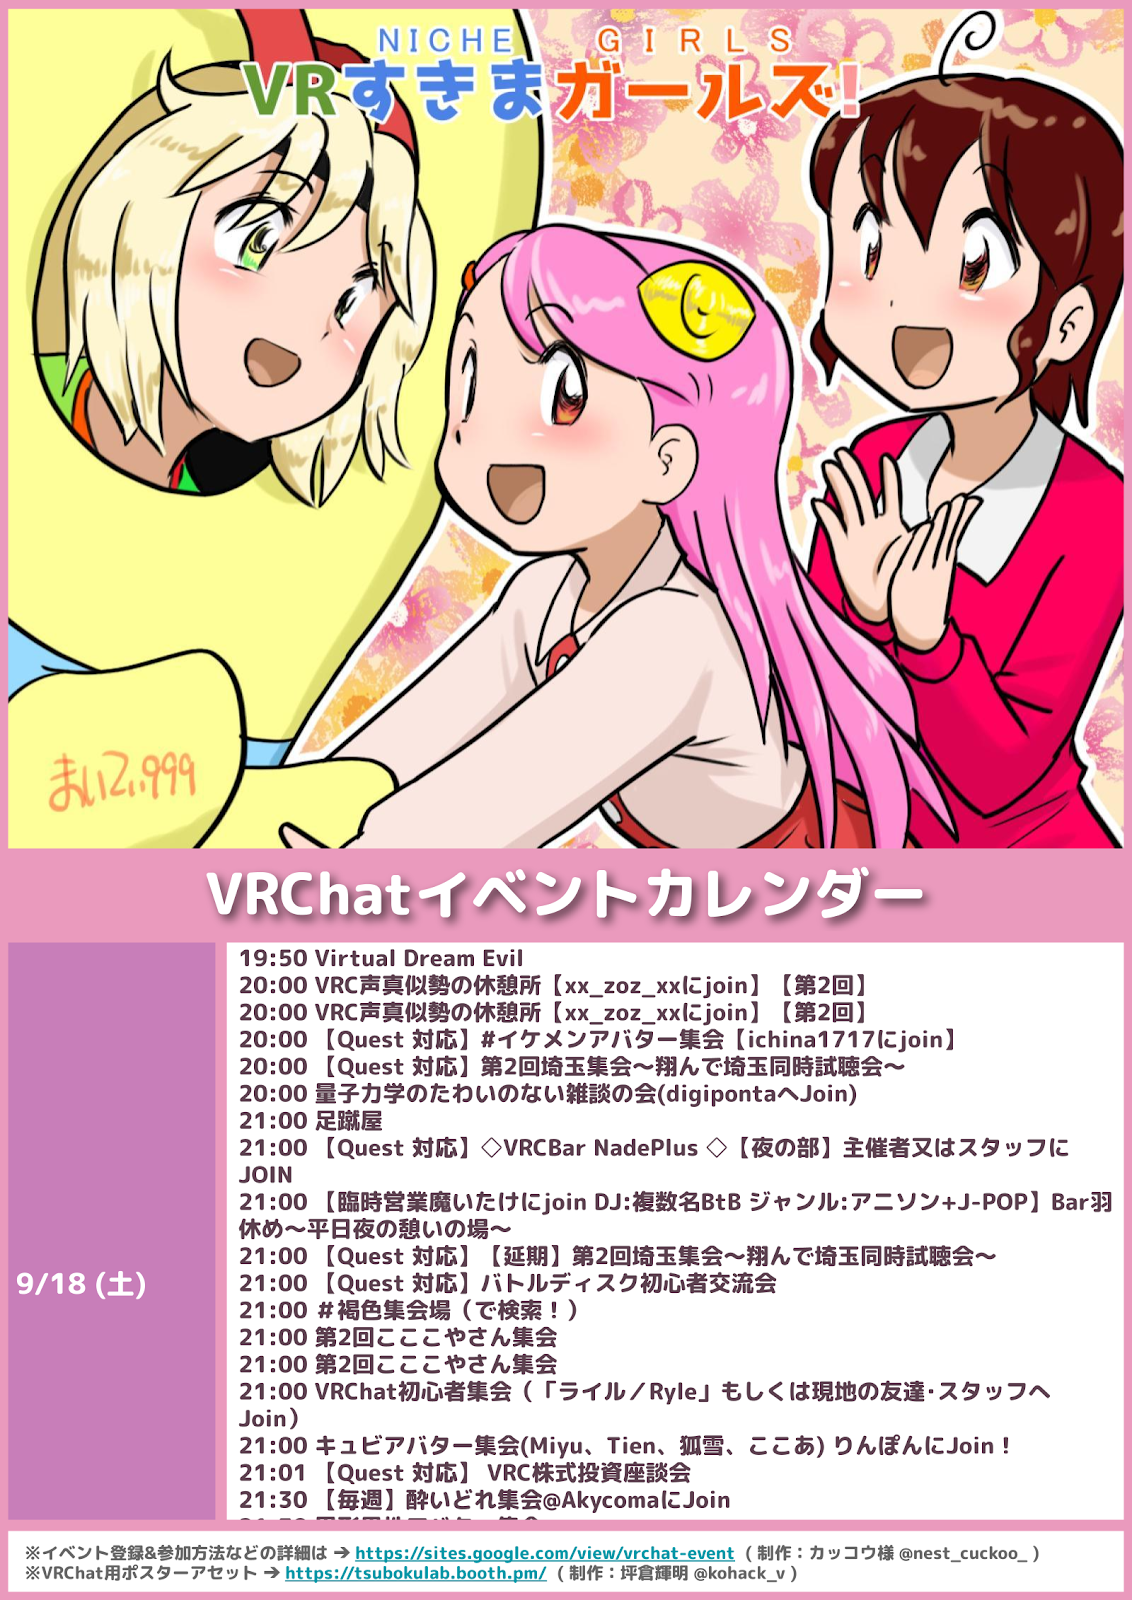 NICHE GIRLS
VRすきまガールズ!
まいてい999
VRChatイベントカレンダー
9/18 (土)
19:50 Virtual Dream Evil
20:00 VRC声真似勢の休憩所【xx_zoz_xxにjoin】【第2回】
20:00 VRC声真似勢の休憩所【xx_zoz_xxにjoin】【第2回】
20:00 【Quest 対応】#イケメンアバター集会【ichina1717にjoin】
20:00 【Quest 対応】第2回埼玉集会～翔んで埼玉同時試聴会～
20:00 量子力学のたわいのない雑談の会(digipontaへJoin)
21:00 足蹴屋
21:00 【Quest 対応】◇VRCBar NadePlus ◇【夜の部】主催者又はスタッフに
JOIN
21:00 【臨時営業魔いたけにjoin DJ:複数名BtB ジャンル:アニソン+J-POP】Bar羽
休め～平日夜の憩いの場～
21:00 【Quest 対応】【延期】第2回埼玉集会～翔んで埼玉同時試聴会～
21:00 【Quest 対応】バトルディスク初心者交流会
21:00 ＃褐色集会場（で検索！）
21:00 第2回こここやさん集会
21:00 第2回こここやさん集会
21:00 VRChat初心者集会（「ライル／Ryle」もしくは現地の友達･スタッフへ
Join）
21:00 キュビアバター集会(Miyu、Tien、狐雪、ここあ) りんぽんにJoin！
21:01 【Quest 対応】 VRC株式投資座談会
21:30 【毎週】酔いどれ集会@AkycomaにJoin
※イベント登録&参加方法などの詳細は → https://sites.google.com/view/vrchat-event （ 制作：カッコウ様 @nest_cuckoo_ ）
※VRChat用ポスターアセット → https://tsubokulab.booth.pm/ （ 制作：坪倉輝明 @kohack_v ）